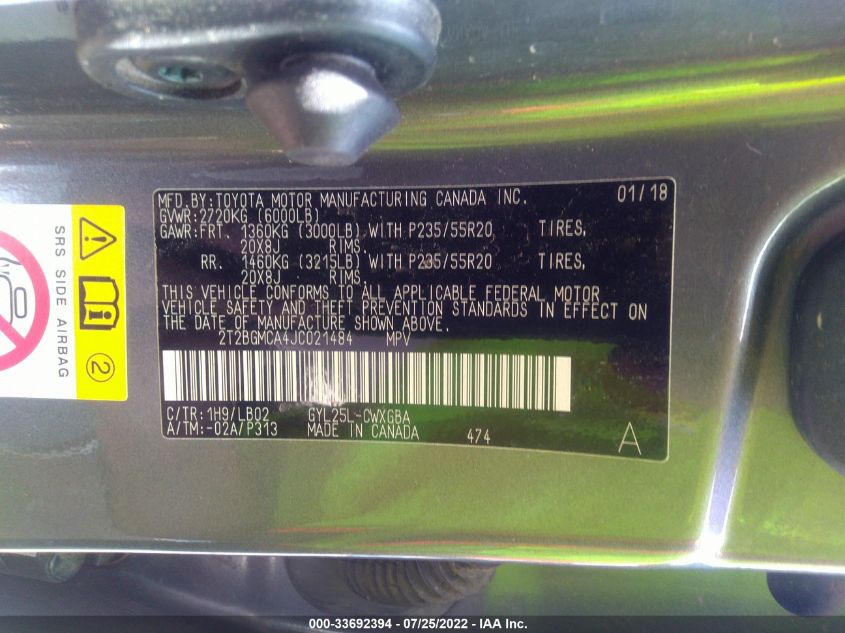 MFD.BY:TOYOTA MOTOR MANUFACTURING CANADA INC. 01/18
GVWR:2720KG (6000LB)
GAWR:FRT. 1360KG (3000LB) WITH P235/55R20 TIRES,
20X8J RIMS
RR. 1460KG (3215LB) WITH P235/55R20 TIRES,
20X8J RIMS
THIS VEHICLE CONFORMS TO ALL APPLICABLE FEDERAL MOTOR
VEHICLE SAFETY AND THEFT PREVENTION STANDARDS IN EFFECT ON
THE DATE OF MANUFACTURE SHOWN ABOVE.
2T2BGMCA4JC021484 MPV
C/TR:1H9/LB02 GYL25L-CWXGBA
A/TM:-02A/P313 MADE IN CANADA 474 A
SRS SIDE AIRBAG
2
000-33692394 - 07/25/2022 - IAA Inc.